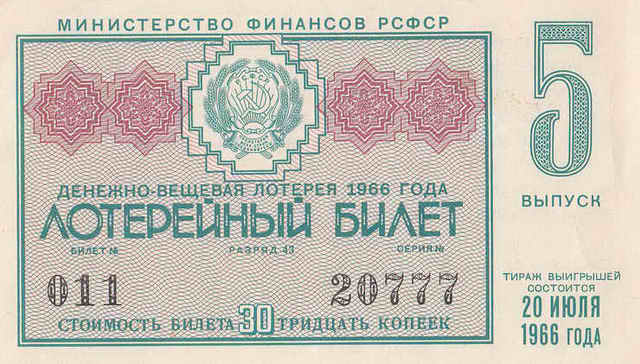 МИНИСТЕРСТВО ФИНАНСОВ РСФСР
5
ВЫПУСК
ДЕНЕЖНО-ВЕЩЕВАЯ ЛОТЕРЕЯ 1966 ГОДА
ЛОТЕРЕЙНЫЙ БИЛЕТ
БИЛЕТ № РАЗРЯД 43 СЕРИЯ №
011 20777
СТОИМОСТЬ БИЛЕТА 30 ТРИДЦАТЬ КОПЕЕК
ТИРАЖ ВЫИГРЫШЕЙ
СОСТОИТСЯ
20 ИЮЛЯ
1966 ГОДА